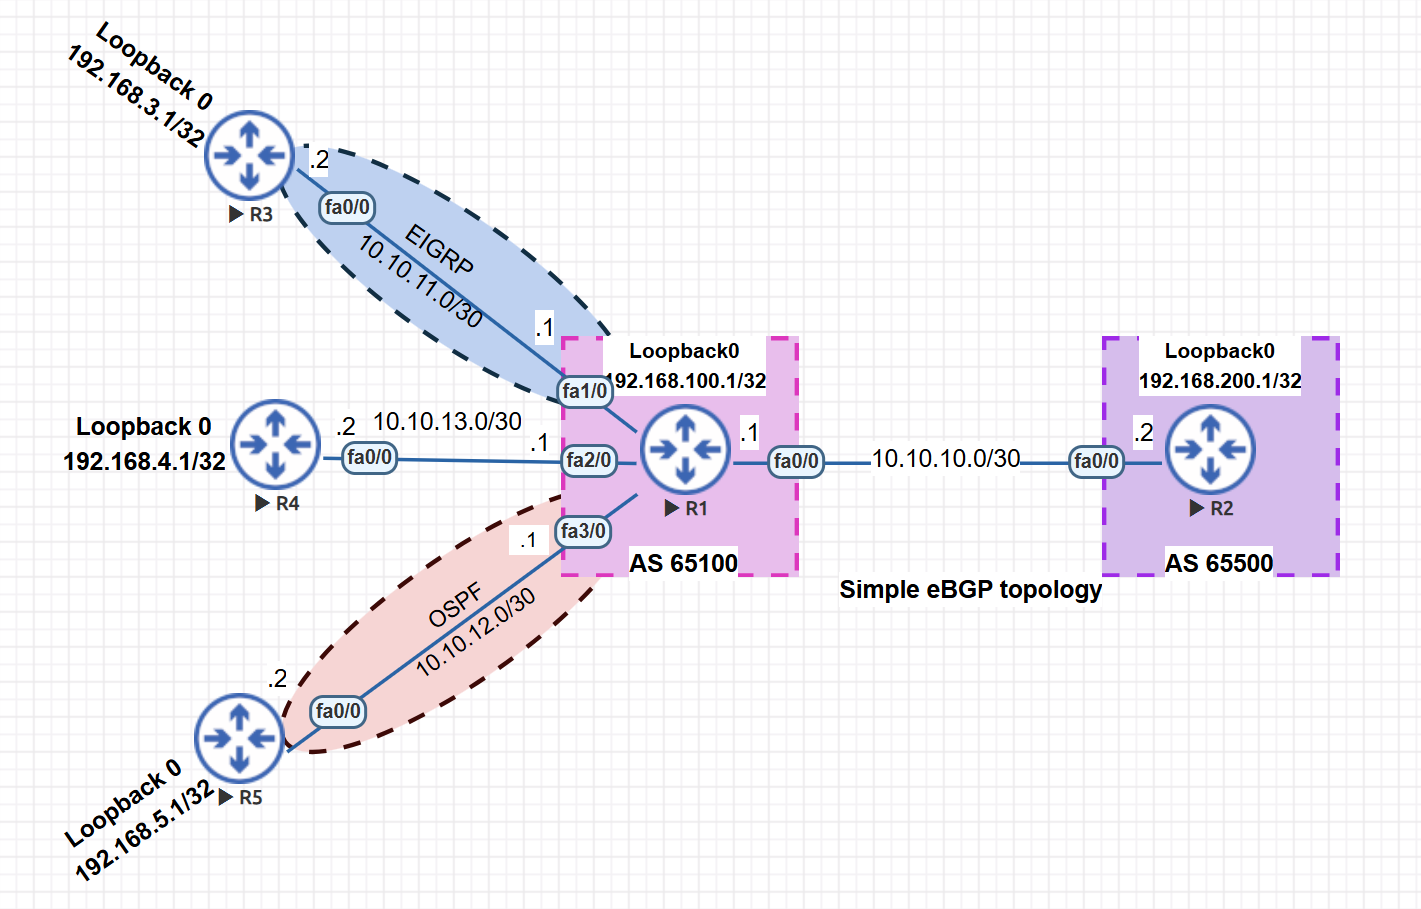 Loopback 0
192.168.3.1/32
.2
R3
fa0/0
EIGRP
10.10.11.0/30
.1
fa1/0
Loopback0
192.168.100.1/32
Loopback0
192.168.200.1/32
Loopback 0
192.168.4.1/32
R4
.2
10.10.13.0/30
.1
fa0/0
fa2/0
R1
.1
fa0/0
10.10.10.0/30
fa0/0
.2
R2
fa3/0
.1
AS 65100
AS 65500
Simple eBGP topology
OSPF
10.10.12.0/30
.2
fa0/0
R5
Loopback 0
192.168.5.1/32